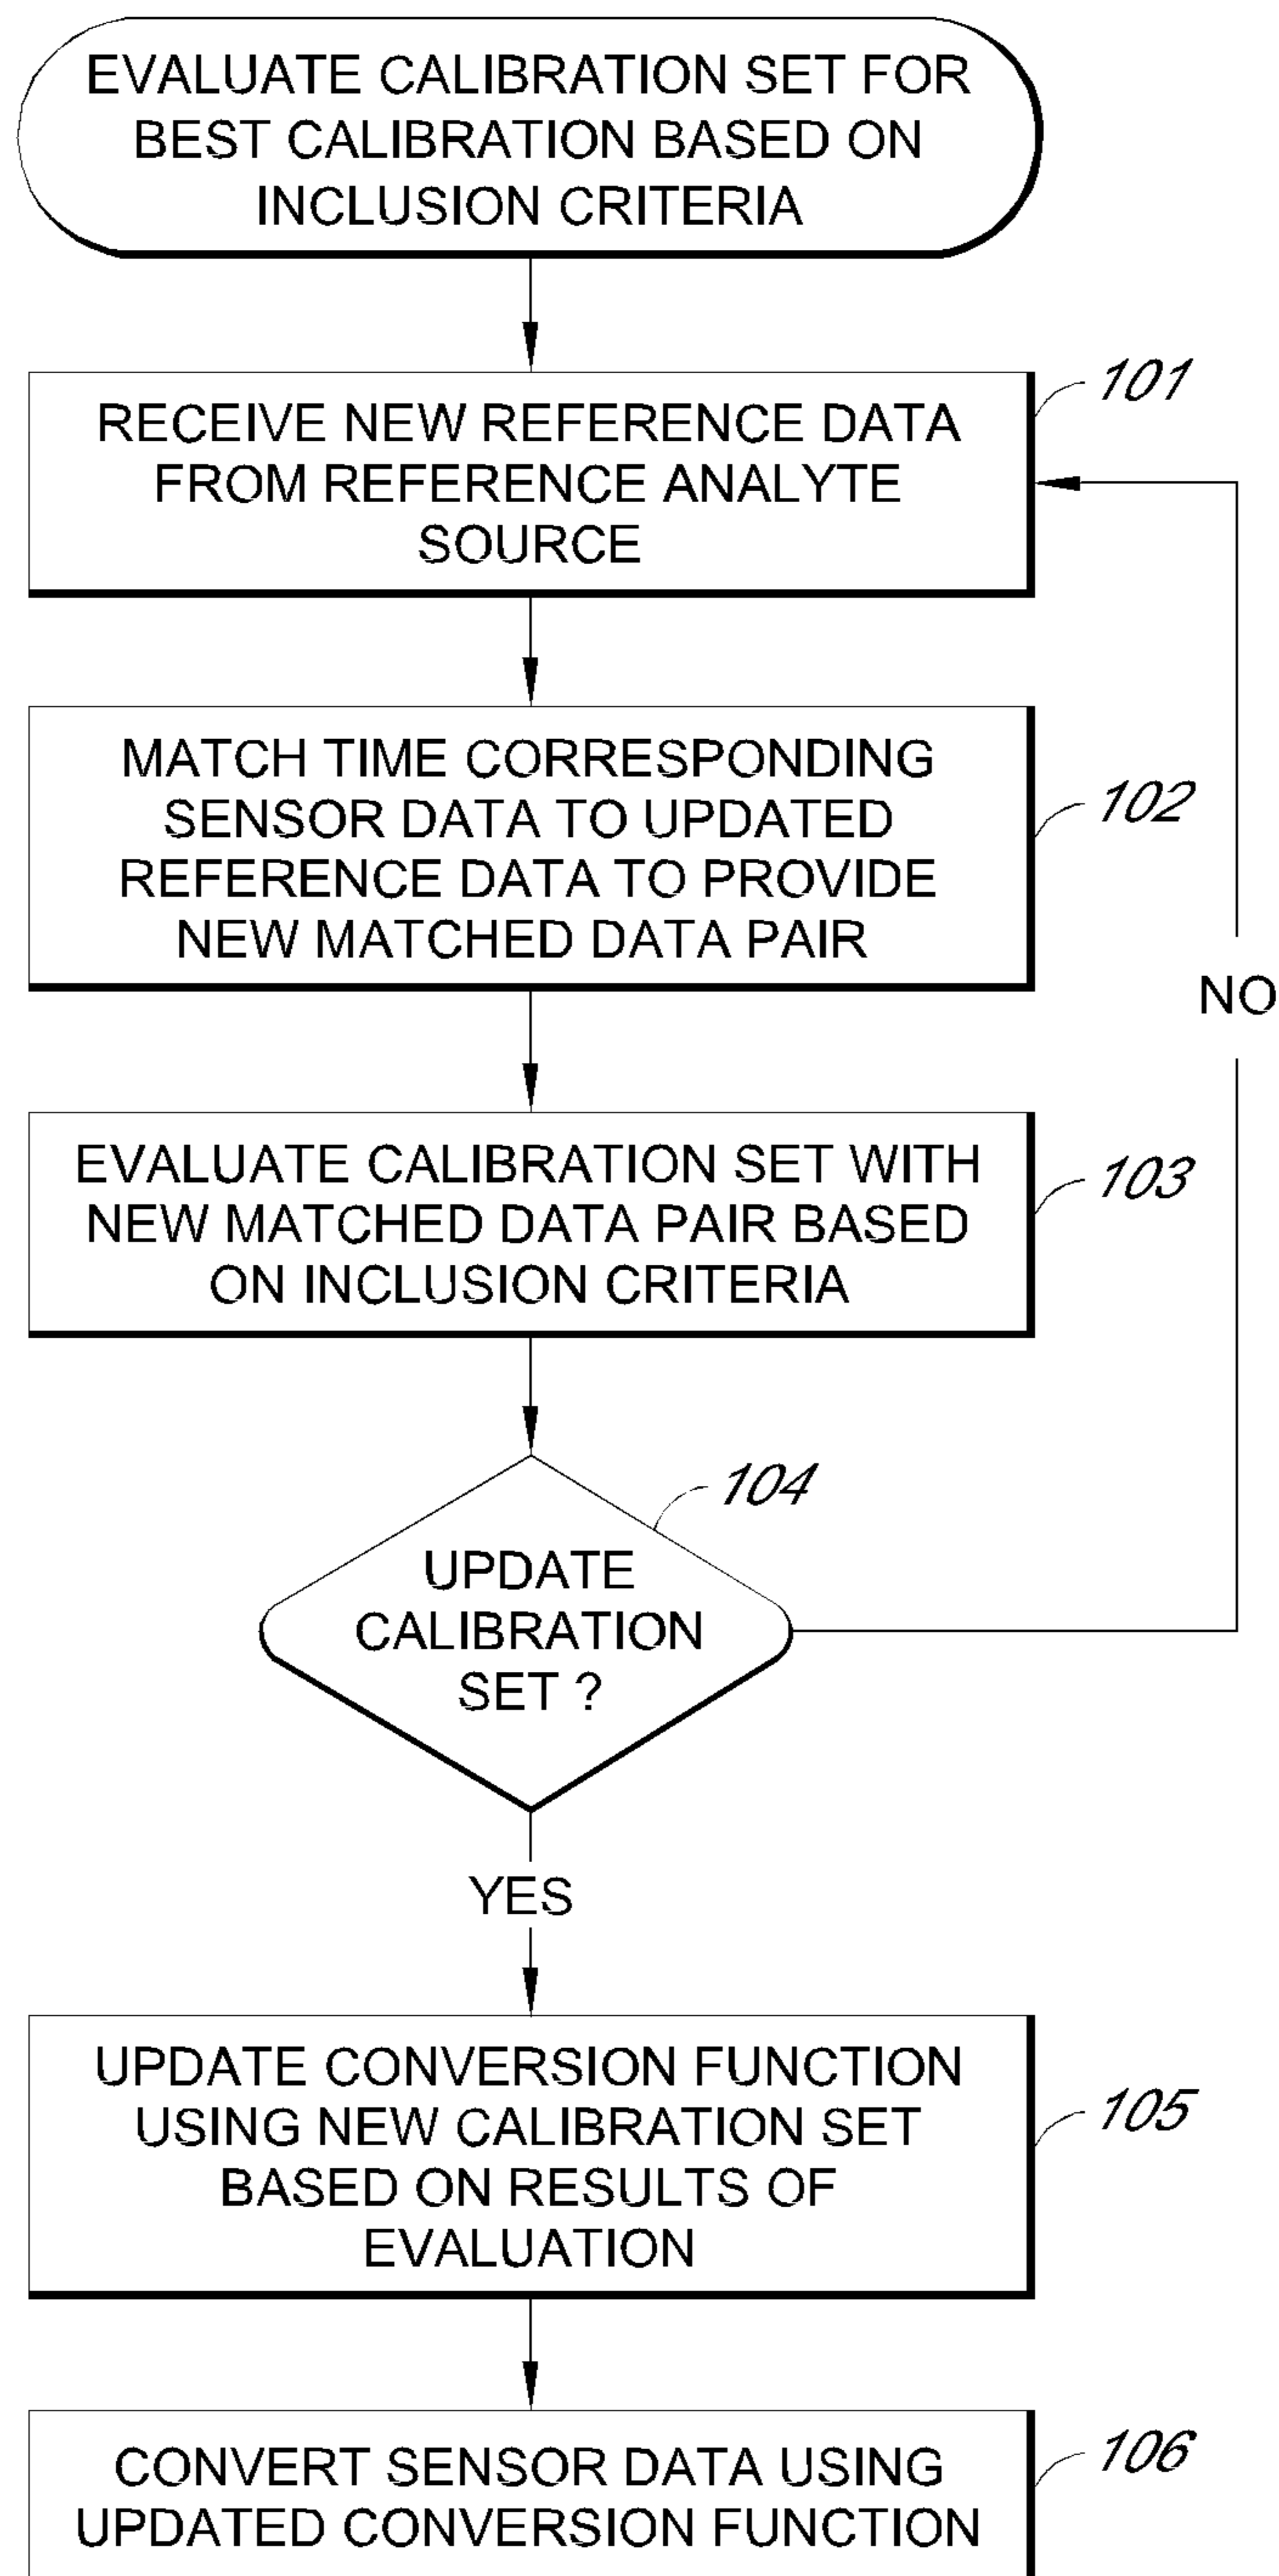 EVALUATE CALIBRATION SET FOR
BEST CALIBRATION BASED ON
INCLUSION CRITERIA
101
RECEIVE NEW REFERENCE DATA
FROM REFERENCE ANALYTE
SOURCE
102
MATCH TIME CORRESPONDING
SENSOR DATA TO UPDATED
REFERENCE DATA TO PROVIDE
NEW MATCHED DATA PAIR
NO
103
EVALUATE CALIBRATION SET WITH
NEW MATCHED DATA PAIR BASED
ON INCLUSION CRITERIA
104
UPDATE
CALIBRATION
SET ?
YES
105
UPDATE CONVERSION FUNCTION
USING NEW CALIBRATION SET
BASED ON RESULTS OF
EVALUATION
106
CONVERT SENSOR DATA USING
UPDATED CONVERSION FUNCTION